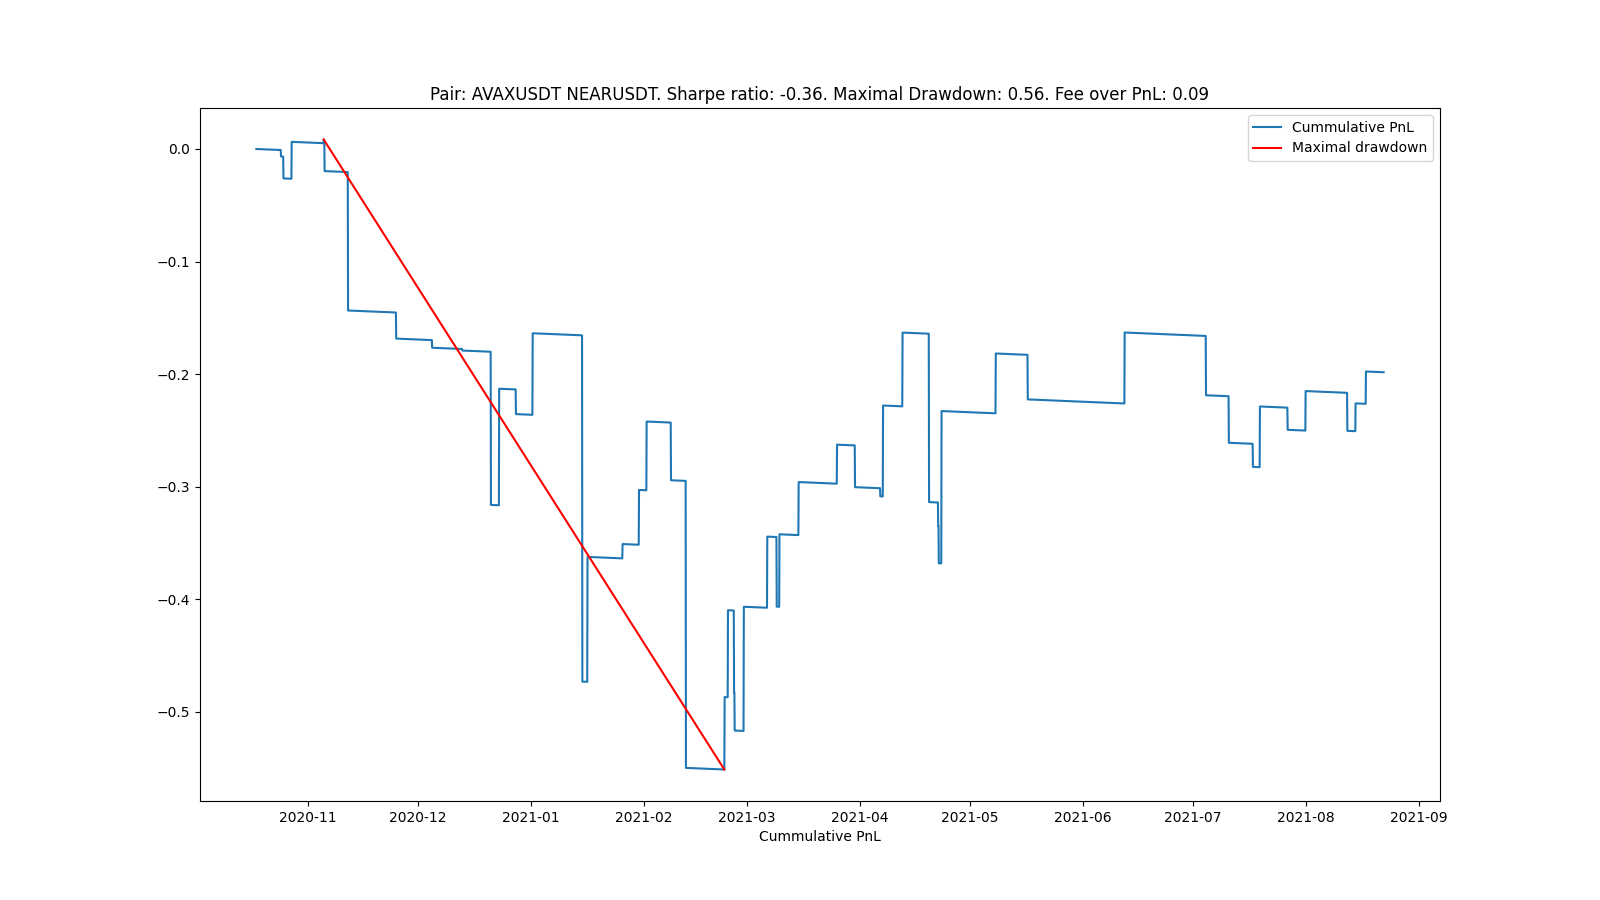 Pair: AVAXUSDT NEARUSDT. Sharpe ratio: -0.36. Maximal Drawdown: 0.56. Fee over PnL: 0.09
Cummulative PnL
Maximal drawdown
0.0
−0.1
−0.2
−0.3
−0.4
−0.5
2020-11 2020-12 2021-01 2021-02 2021-03 2021-04 2021-05 2021-06 2021-07 2021-08 2021-09
Cummulative PnL